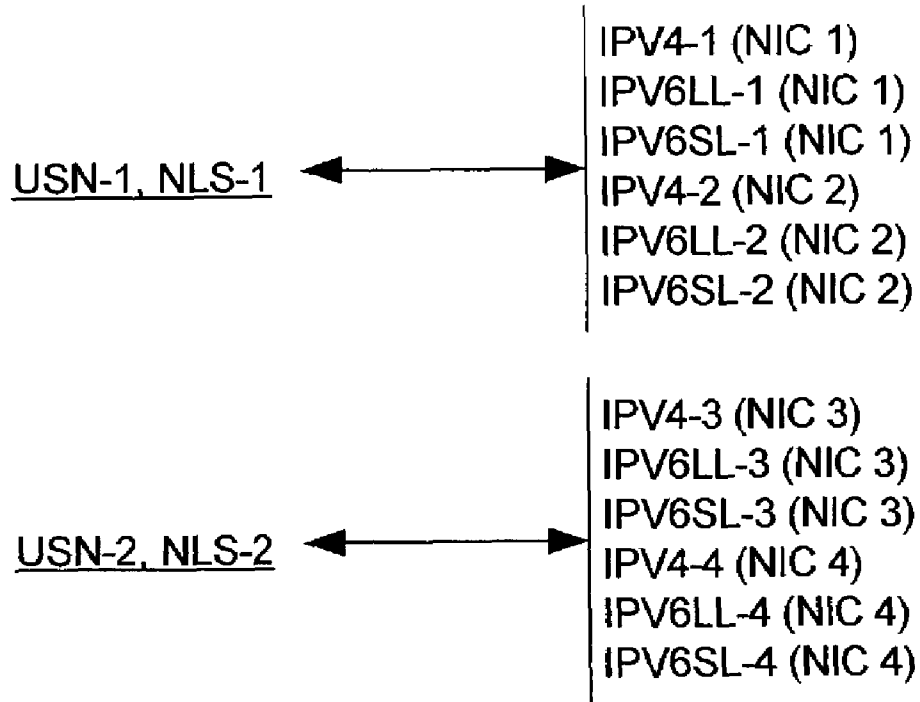 IPV4-1 (NIC 1)
IPV6LL-1 (NIC 1)
IPV6SL-1 (NIC 1)
USN-1, NLS-1
IPV4-2 (NIC 2)
IPV6LL-2 (NIC 2)
IPV6SL-2 (NIC 2)
IPV4-3 (NIC 3)
IPV6LL-3 (NIC 3)
IPV6SL-3 (NIC 3)
USN-2, NLS-2
IPV4-4 (NIC 4)
IPV6LL-4 (NIC 4)
IPV6SL-4 (NIC 4)